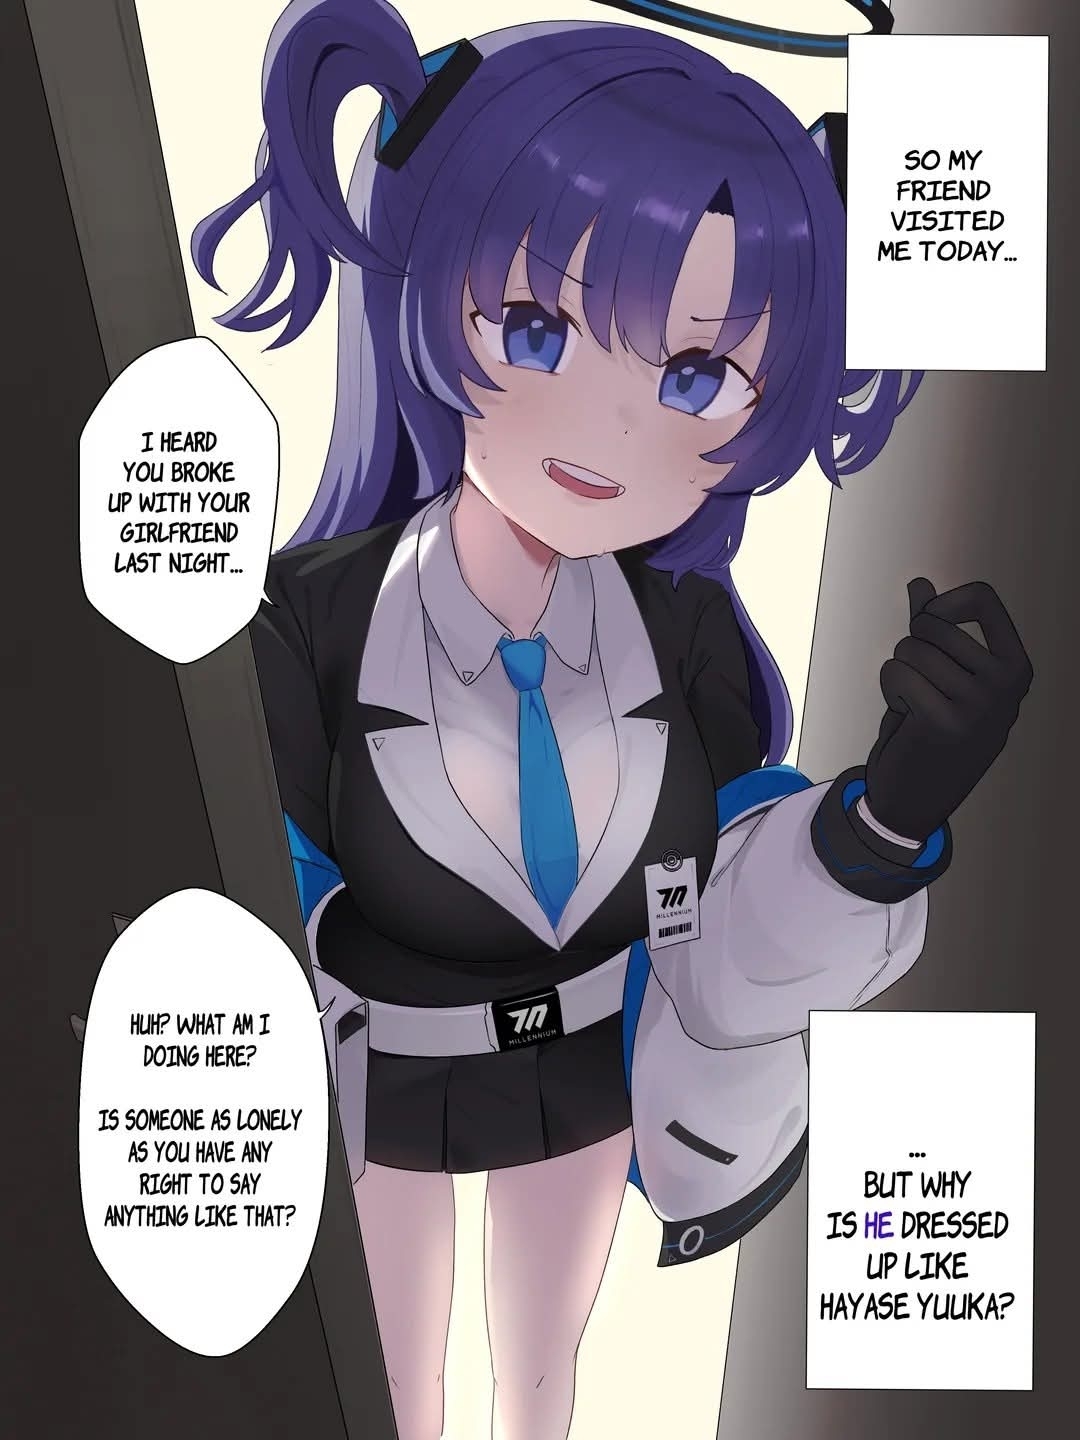 SO MY
FRIEND
VISITED
ME TODAY...
I HEARD
YOU BROKE
UP WITH YOUR
GIRLFRIEND
LAST NIGHT...
HUH? WHAT AM I
DOING HERE?
IS SOMEONE AS LONELY
AS YOU HAVE ANY
RIGHT TO SAY
ANYTHING LIKE THAT?
MILLENNIUM
MILLENNIUM
...
BUT WHY
IS HE DRESSED
UP LIKE
HAYASE YUUKA?